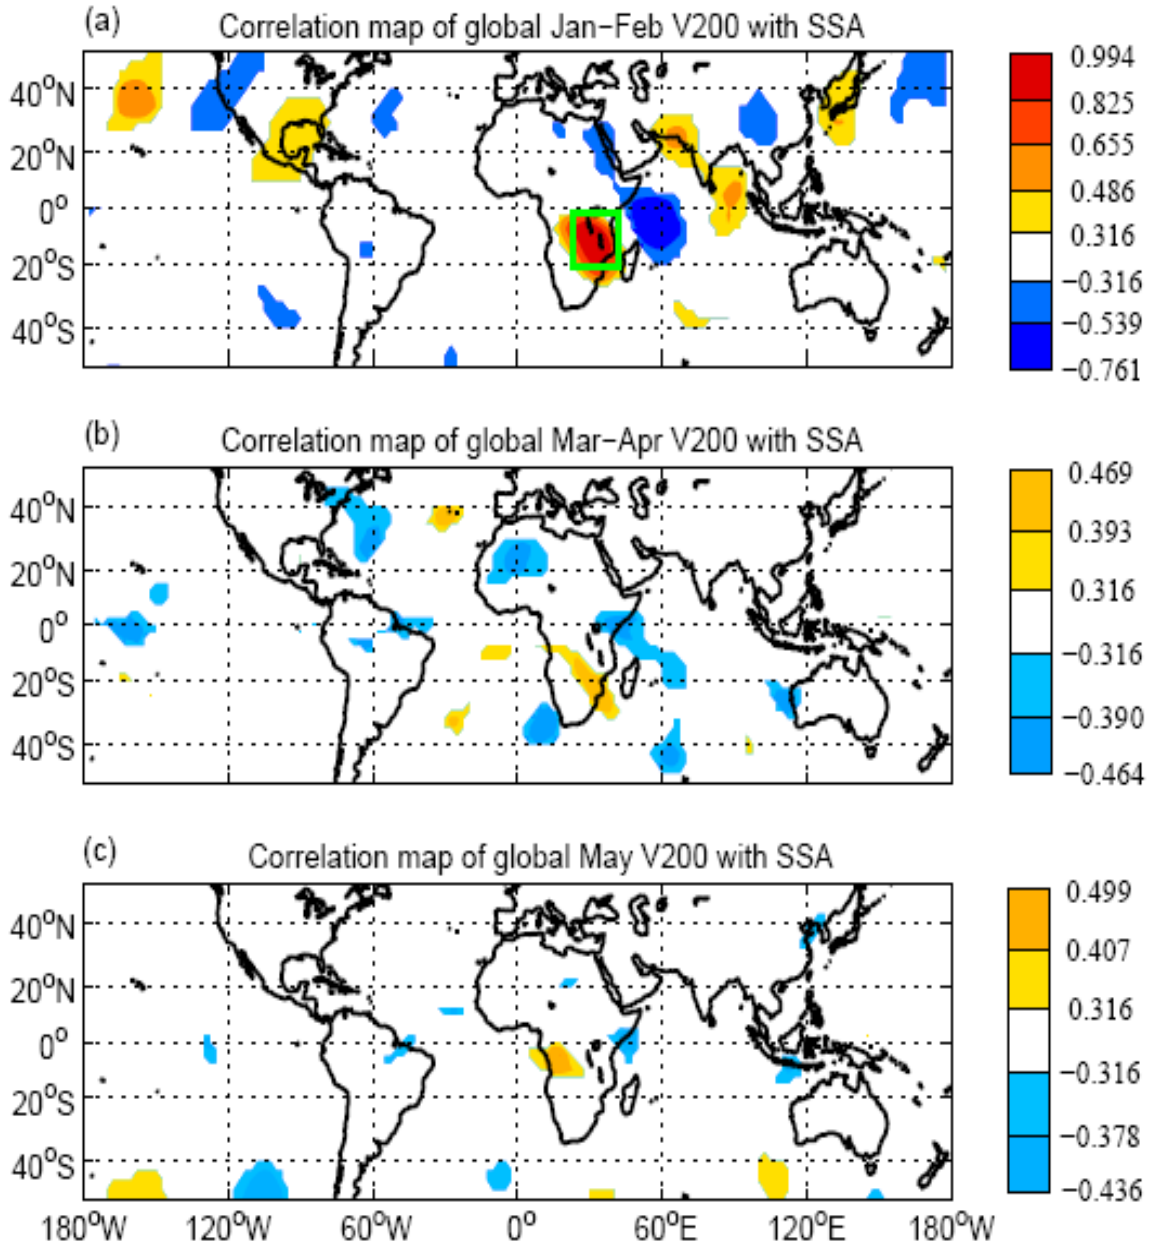 (a)
Correlation map of global Jan−Feb V200 with SSA
40°N
20°N
0°
20°S
40°S
0.994
0.825
0.655
0.486
0.316
−0.316
−0.539
−0.761
(b)
Correlation map of global Mar−Apr V200 with SSA
40°N
20°N
0°
20°S
40°S
0.469
0.393
0.316
−0.316
−0.390
−0.464
(c)
Correlation map of global May V200 with SSA
40°N
20°N
0°
20°S
40°S
0.499
0.407
0.316
−0.316
−0.378
−0.436
180°W 120°W 60°W 0° 60°E 120°E 180°W